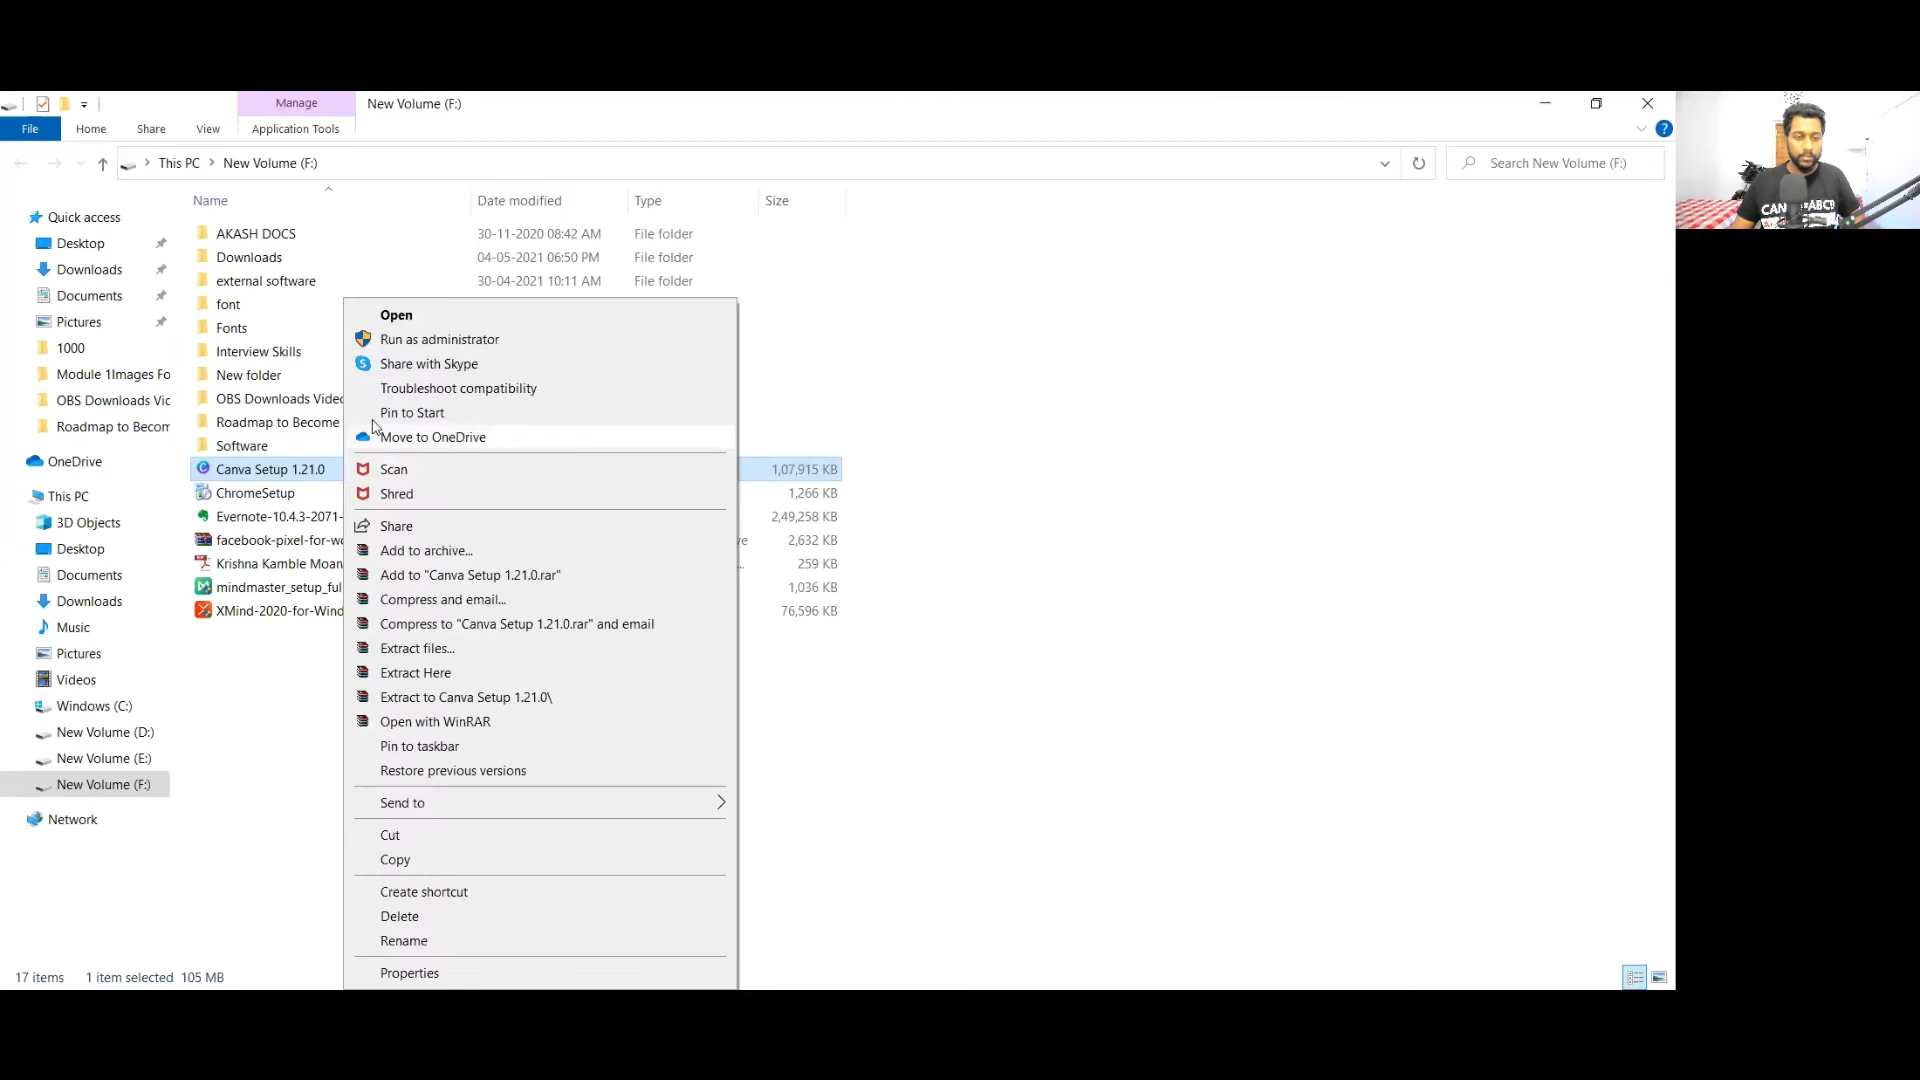 Manage
New Volume (F:)
File
Home
Share
View
Application Tools
This PC
New Volume (F:)
Search New Volume (F:)
Name
Date modified
Type
Size
Quick access
Desktop
Downloads
Documents
Pictures
1000
Module 1Images Fo
OBS Downloads Vic
Roadmap to Becom
OneDrive
This PC
3D Objects
Desktop
Documents
Downloads
Music
Pictures
Videos
Windows (C:)
New Volume (D:)
New Volume (E:)
New Volume (F:)
Network
AKASH DOCS 30-11-2020 08:42 AM File folder
Downloads 04-05-2021 06:50 PM File folder
external software 30-04-2021 10:11 AM File folder
font
Fonts
Interview Skills
New folder
OBS Downloads Videc
Roadmap to Become
Software
Canva Setup 1.21.0 1,07,915 KB
ChromeSetup 1,266 KB
Evernote-10.4.3-2071- 2,49,258 KB
facebook-pixel-for-wo ve 2,632 KB
Krishna Kamble Moan ... 259 KB
mindmaster_setup_ful 1,036 KB
XMind-2020-for-Wind 76,596 KB
Open
Run as administrator
Share with Skype
Troubleshoot compatibility
Pin to Start
Move to OneDrive
Scan
Shred
Share
Add to archive...
Add to "Canva Setup 1.21.0.rar"
Compress and email...
Compress to "Canva Setup 1.21.0.rar" and email
Extract files...
Extract Here
Extract to Canva Setup 1.21.0\
Open with WinRAR
Pin to taskbar
Restore previous versions
Send to
Cut
Copy
Create shortcut
Delete
Rename
Properties
17 items 1 item selected 105 MB